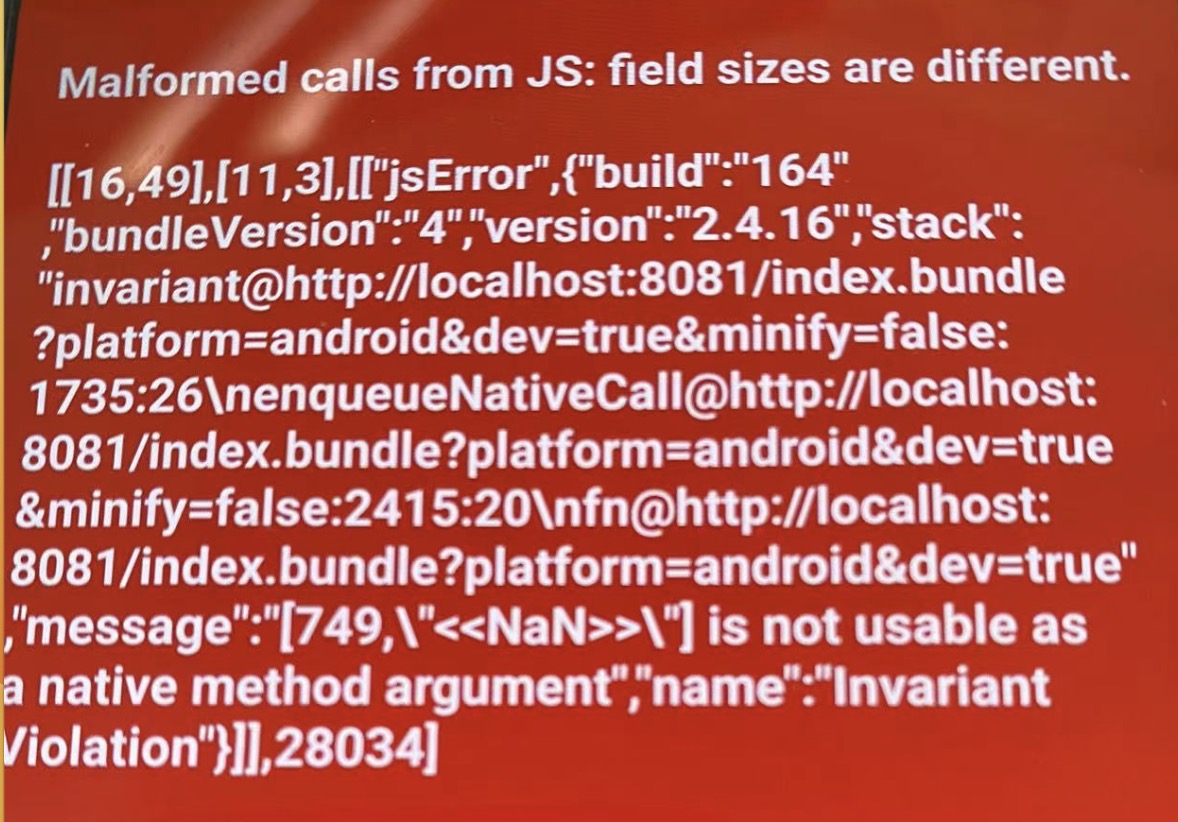 Malformed calls from JS: field sizes are different.
[[16,49],[11,3],[["jsError",{"build":"164"
,"bundleVersion":"4","version":"2.4.16","stack":
"invariant@http://localhost:8081/index.bundle
?platform=android&dev=true&minify=false:
1735:26\nenqueueNativeCall@http://localhost:
8081/index.bundle?platform=android&dev=true
&minify=false:2415:20\nfn@http://localhost:
8081/index.bundle?platform=android&dev=true"
,"message":"[749,\"<<NaN>>\"] is not usable as
a native method argument","name":"Invariant
Violation"}]],28034]